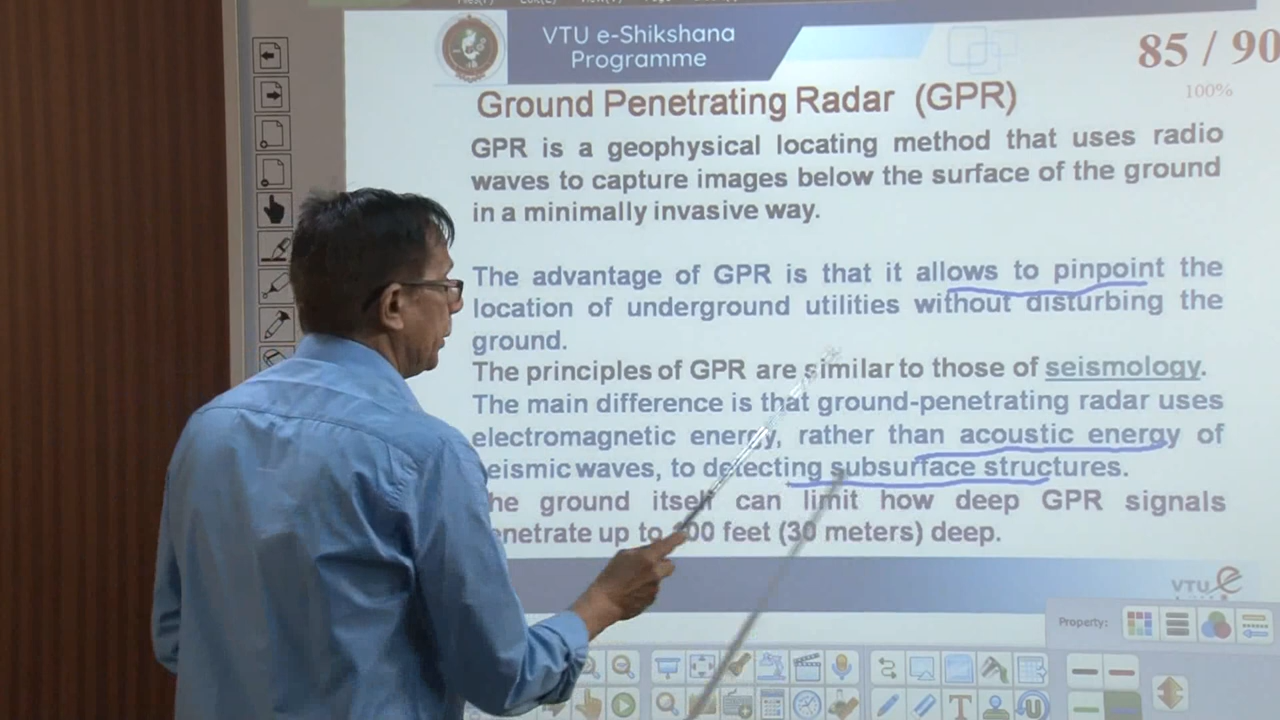 VTU e-Shikshana
Programme
85 / 90
100%
Ground Penetrating Radar (GPR)
GPR is a geophysical locating method that uses radio
waves to capture images below the surface of the ground
in a minimally invasive way.
The advantage of GPR is that it allows to pinpoint the
location of underground utilities without disturbing the
ground.
The principles of GPR are similar to those of seismology.
The main difference is that ground-penetrating radar uses
electromagnetic energy, rather than acoustic energy of
eismic waves, to detecting subsurface structures.
he ground itself can limit how deep GPR signals
enetrate up to 00 feet (30 meters) deep.
VTU e
Property: